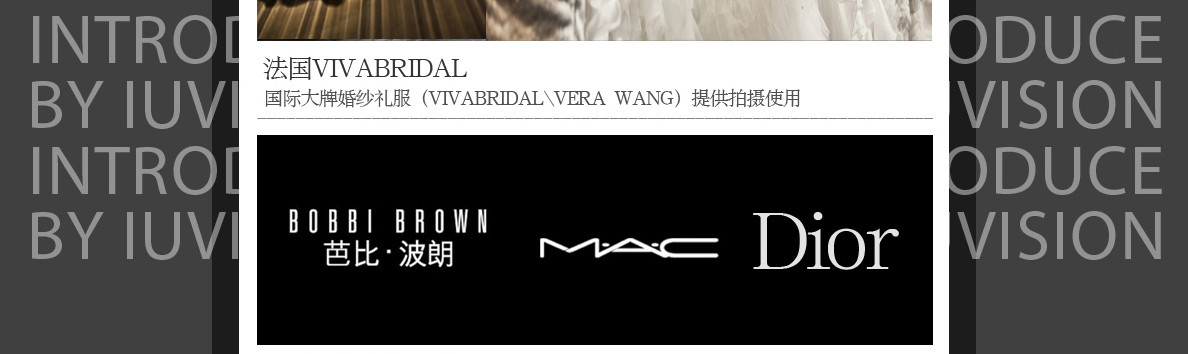 INTROD
BY IUVI
INTROD
BY IUVI
法国VIVABRIDAL
国际大牌婚纱礼服（VIVABRIDAL\VERA WANG）提供拍摄使用
BOBBI BROWN
芭比·波朗
M·A·C
Dior
ODUCE
VISION
ODUCE
VISION